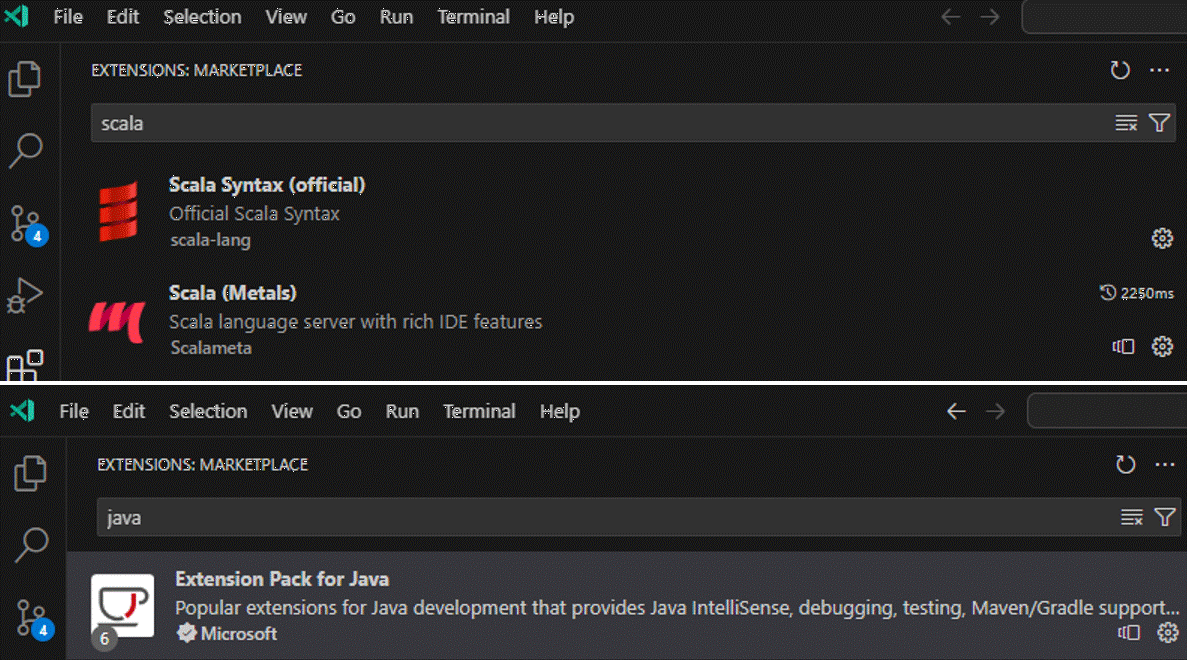 File Edit Selection View Go Run Terminal Help
EXTENSIONS: MARKETPLACE
scala
Scala Syntax (official)
Official Scala Syntax
scala-lang
4
Scala (Metals)
2250ms
Scala language server with rich IDE features
Scalameta
File Edit Selection View Go Run Terminal Help
EXTENSIONS: MARKETPLACE
java
Extension Pack for Java
Popular extensions for Java development that provides Java IntelliSense, debugging, testing, Maven/Gradle support...
4
6
Microsoft